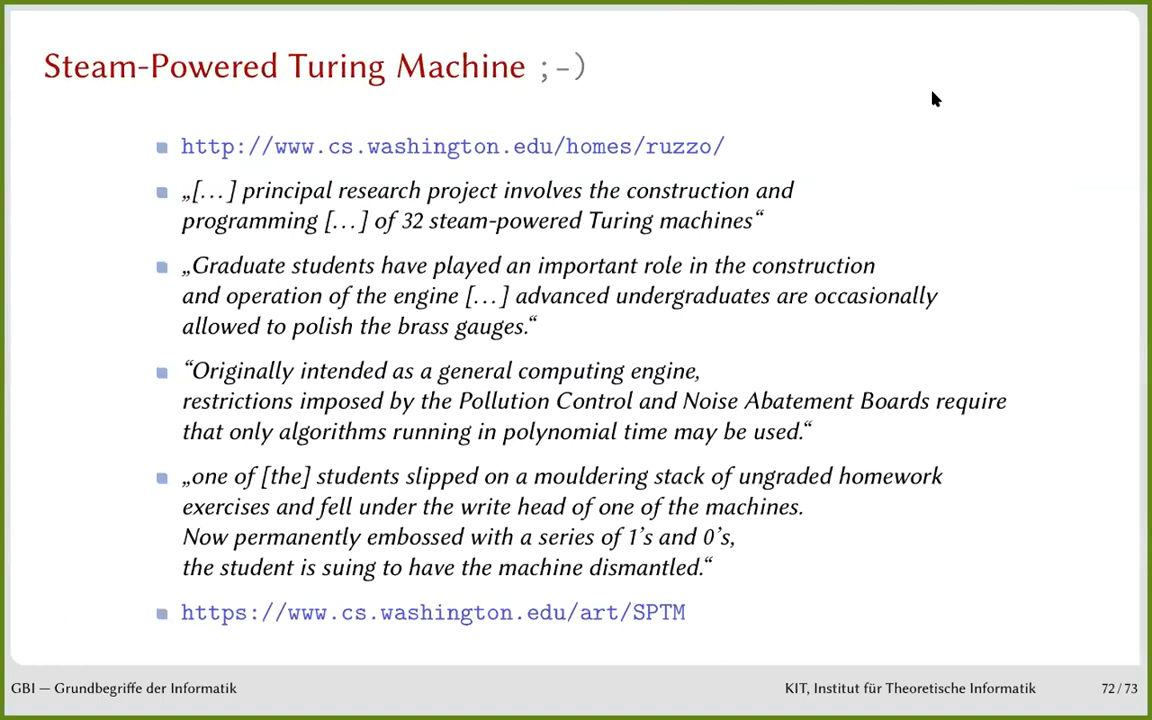 Steam-Powered Turing Machine ;-)
http://www.cs.washington.edu/homes/ruzzo/
„[...] principal research project involves the construction and
programming [...] of 32 steam-powered Turing machines“
„Graduate students have played an important role in the construction
and operation of the engine [...] advanced undergraduates are occasionally
allowed to polish the brass gauges.“
“Originally intended as a general computing engine,
restrictions imposed by the Pollution Control and Noise Abatement Boards require
that only algorithms running in polynomial time may be used.“
„one of [the] students slipped on a mouldering stack of ungraded homework
exercises and fell under the write head of one of the machines.
Now permanently embossed with a series of 1’s and 0’s,
the student is suing to have the machine dismantled.“
https://www.cs.washington.edu/art/SPTM
GBI — Grundbegriffe der Informatik
KIT, Institut für Theoretische Informatik
72 / 73